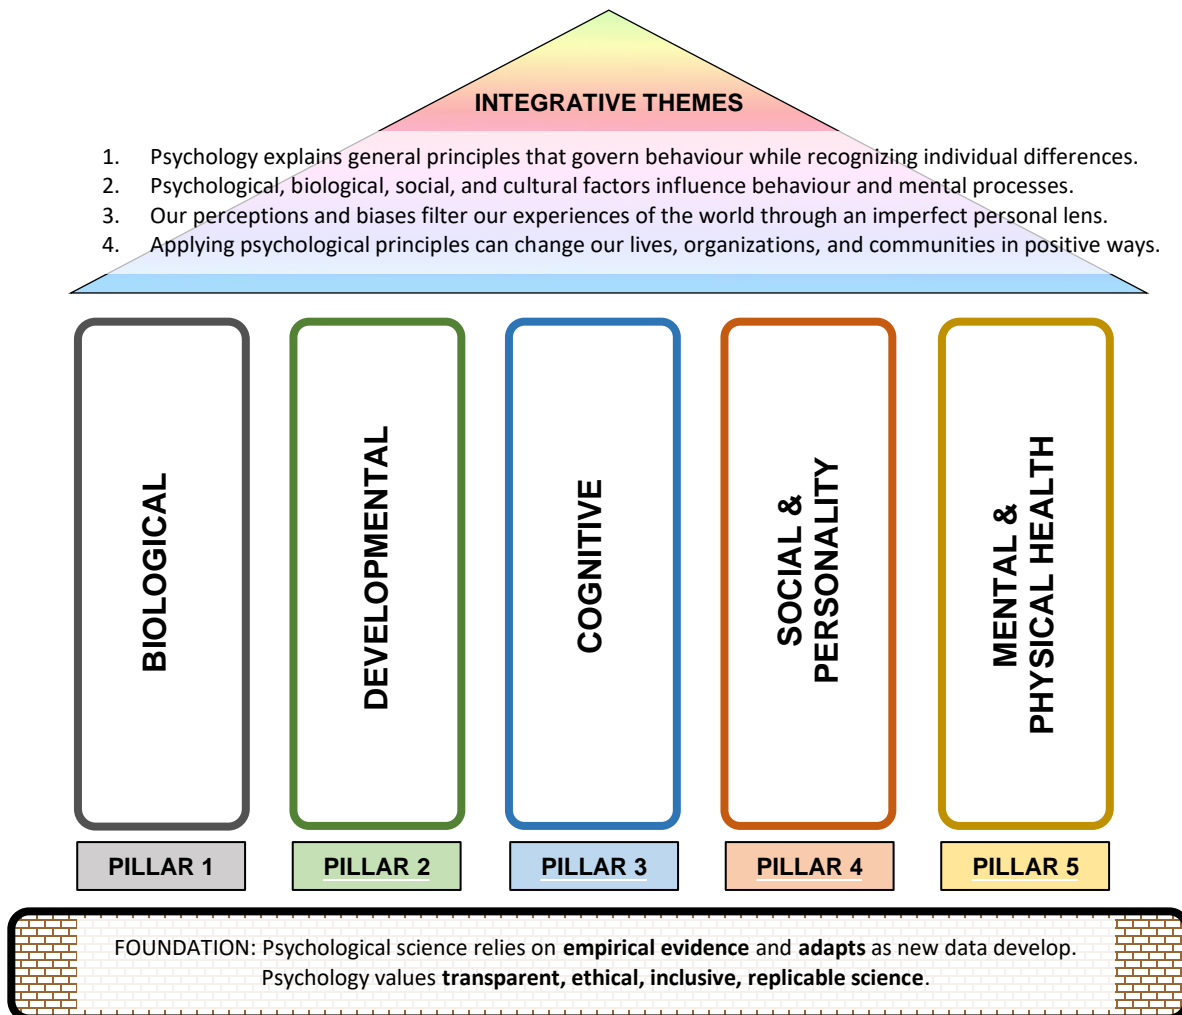 INTEGRATIVE THEMES
1. Psychology explains general principles that govern behaviour while recognizing individual differences.
2. Psychological, biological, social, and cultural factors influence behaviour and mental processes.
3. Our perceptions and biases filter our experiences of the world through an imperfect personal lens.
4. Applying psychological principles can change our lives, organizations, and communities in positive ways.
BIOLOGICAL
DEVELOPMENTAL
COGNITIVE
SOCIAL &
PERSONALITY
MENTAL &
PHYSICAL HEALTH
PILLAR 1
PILLAR 2
PILLAR 3
PILLAR 4
PILLAR 5
FOUNDATION: Psychological science relies on empirical evidence and adapts as new data develop.
Psychology values transparent, ethical, inclusive, replicable science.